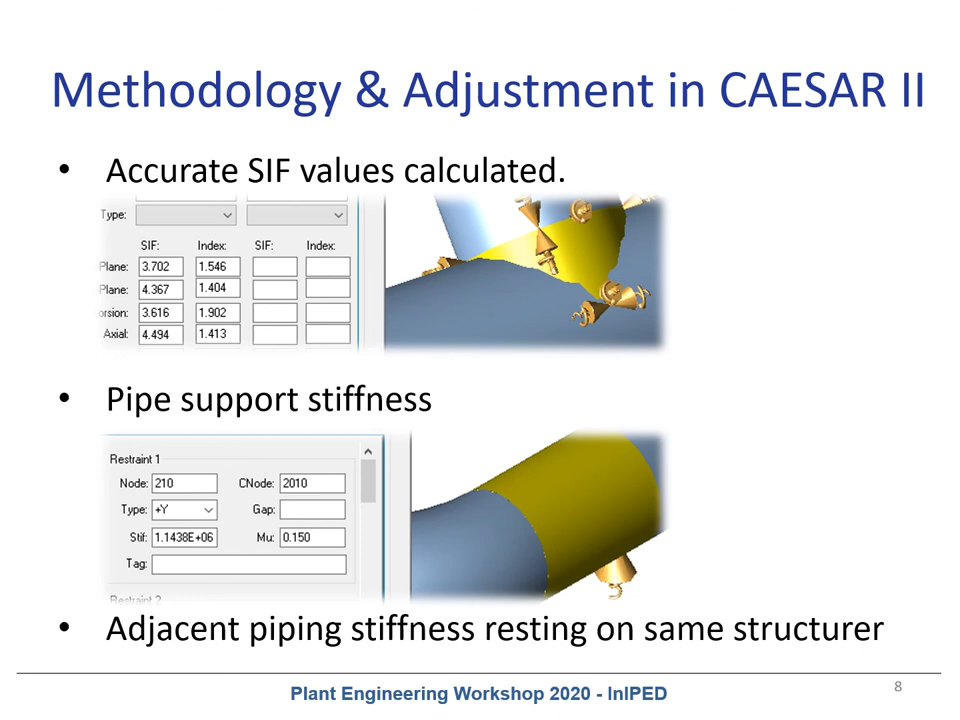 Methodology & Adjustment in CAESAR II
• Accurate SIF values calculated.
Type:
SIF: Index: SIF: Index:
Plane: 3.702 1.546
Plane: 4.367 1.404
orsion: 3.616 1.902
Axial: 4.494 1.413
• Pipe support stiffness
Restraint 1
Node: 210 CNode: 2010
Type: +Y Gap:
Stif: 1.1438E+06 Mu: 0.150
Tag:
Restraint 2
• Adjacent piping stiffness resting on same structurer
Plant Engineering Workshop 2020 - InIPED
8